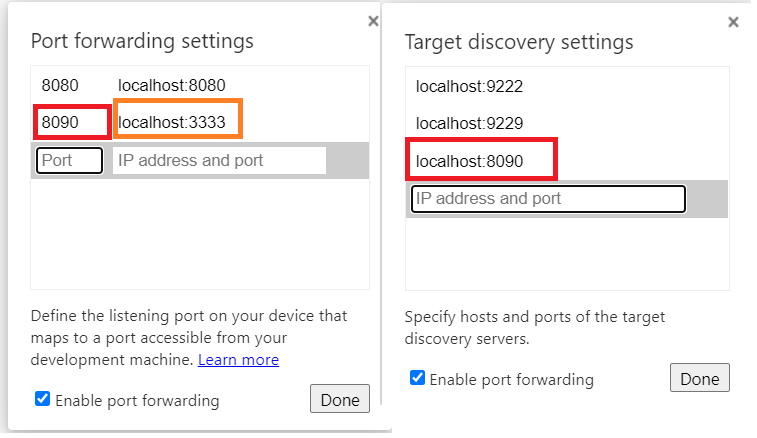 Port forwarding settings
×
8080 localhost:8080
8090 localhost:3333
Port IP address and port
Define the listening port on your device that
maps to a port accessible from your
development machine. Learn more
Enable port forwarding
Done
Target discovery settings
×
localhost:9222
localhost:9229
localhost:8090
IP address and port
Specify hosts and ports of the target
discovery servers.
Enable port forwarding
Done